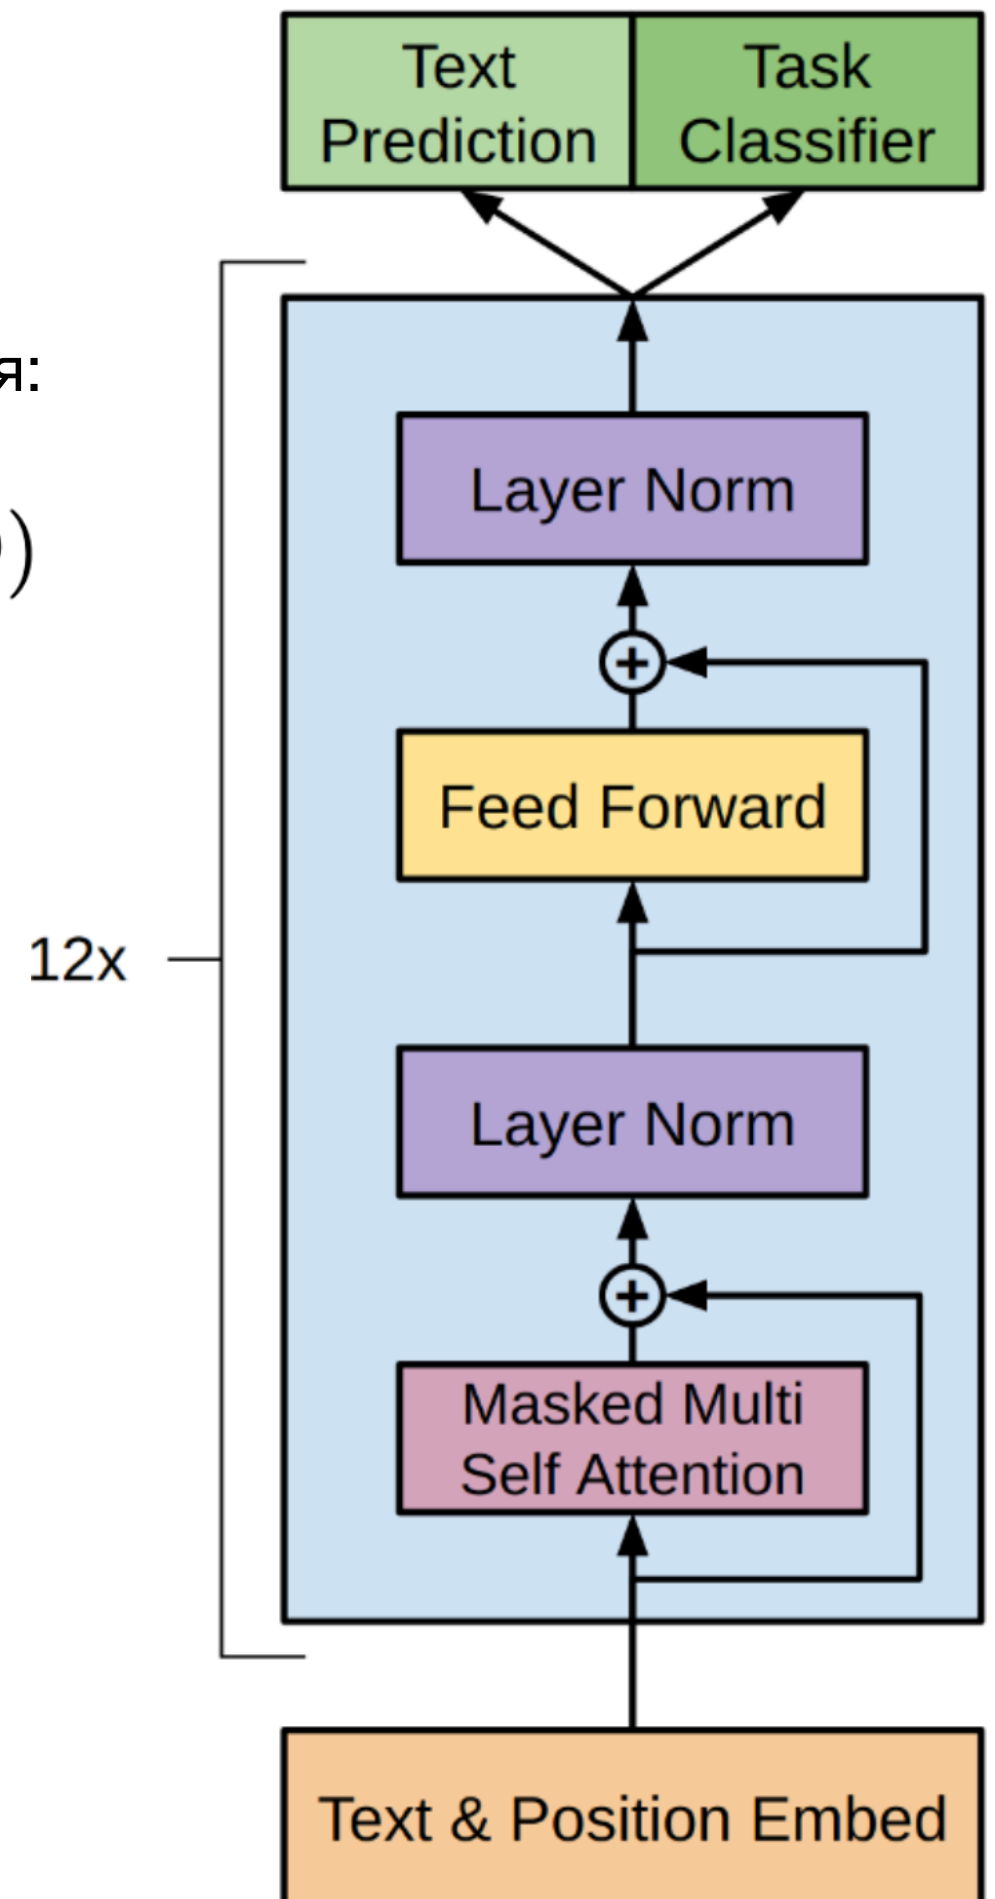 Text
Prediction
Task
Classifier
я:
Layer Norm
))
+
Feed Forward
12x
Layer Norm
+
Masked Multi
Self Attention
Text & Position Embed